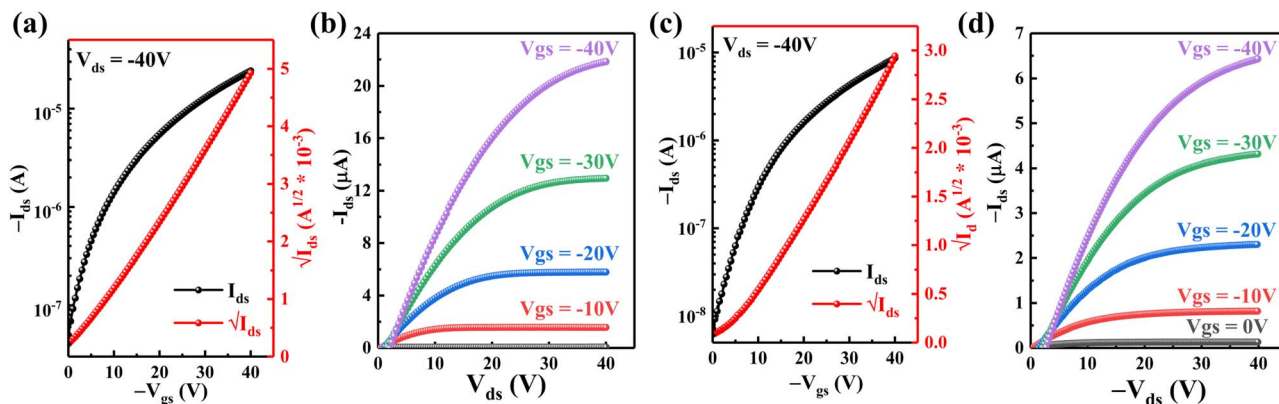 (a)
V_ds = -40V
10^-5
10^-6
10^-7
–I_ds (A)
5
4
3
2
1
0
√I_ds (A^1/2 * 10^-3)
I_ds
√I_ds
0 10 20 30 40
–V_gs (V)
(b)
24
20
16
12
8
4
0
-I_ds (μA)
Vgs = -40V
Vgs = -30V
Vgs = -20V
Vgs = -10V
0 10 20 30 40
V_ds (V)
(c)
V_ds = -40V
10^-5
10^-6
10^-7
10^-8
–I_ds (A)
3.0
2.5
2.0
1.5
1.0
0.5
0.0
√I_d (A^1/2 * 10^-3)
I_ds
√I_ds
0 10 20 30 40
–V_gs (V)
(d)
7
6
5
4
3
2
1
0
–I_ds (μA)
Vgs = -40V
Vgs = -30V
Vgs = -20V
Vgs = -10V
Vgs = 0V
0 10 20 30 40
–V_ds (V)